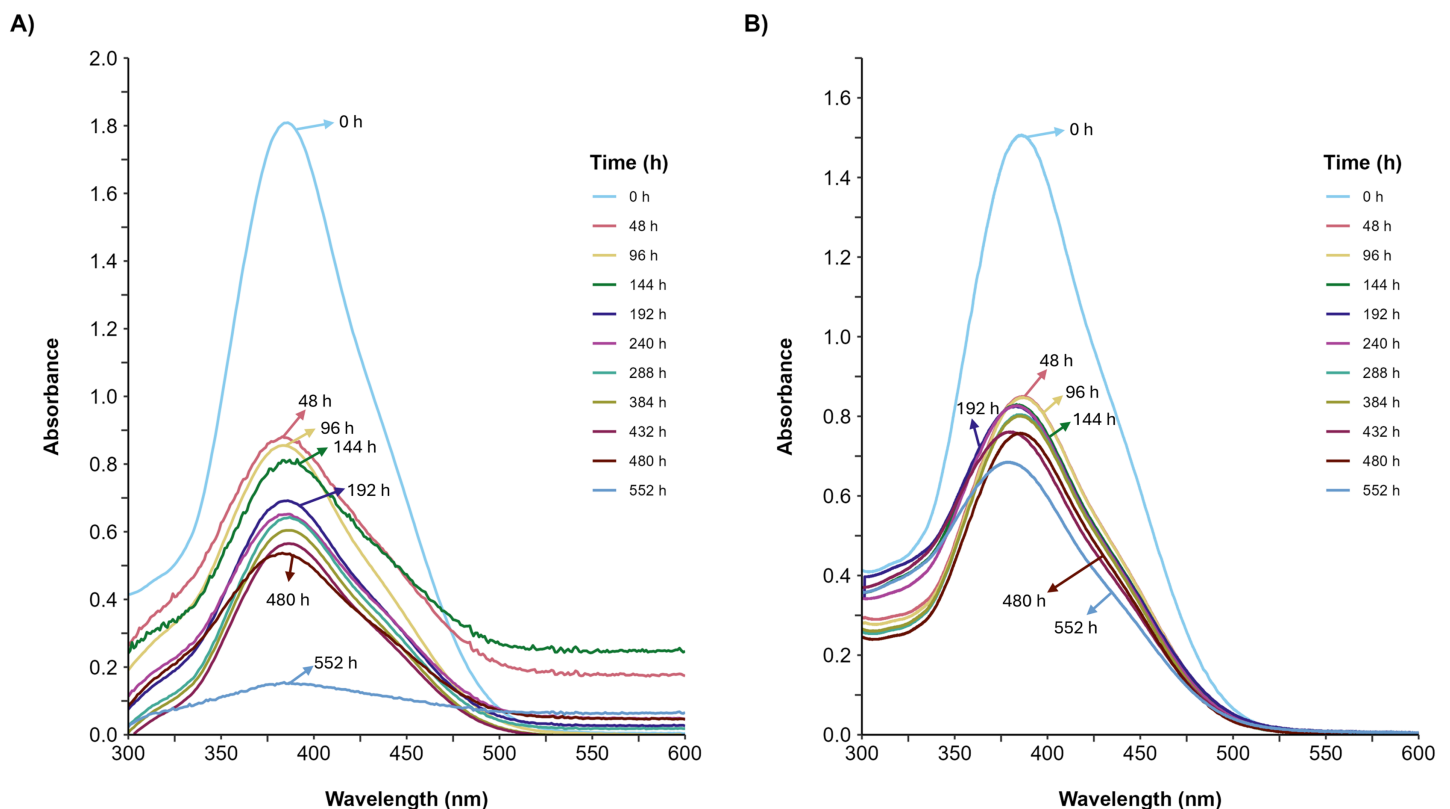 A)
2.0
1.8
1.6
1.4
1.2
1.0
0.8
0.6
0.4
0.2
0.0
Absorbance
300
350
400
450
500
550
600
Wavelength (nm)
0 h
48 h
96 h
144 h
192 h
480 h
552 h
Time (h)
0 h
48 h
96 h
144 h
192 h
240 h
288 h
384 h
432 h
480 h
552 h
B)
1.6
1.4
1.2
1.0
0.8
0.6
0.4
0.2
0.0
Absorbance
300
350
400
450
500
550
600
Wavelength (nm)
0 h
48 h
96 h
192 h
144 h
480 h
552 h
Time (h)
0 h
48 h
96 h
144 h
192 h
240 h
288 h
384 h
432 h
480 h
552 h